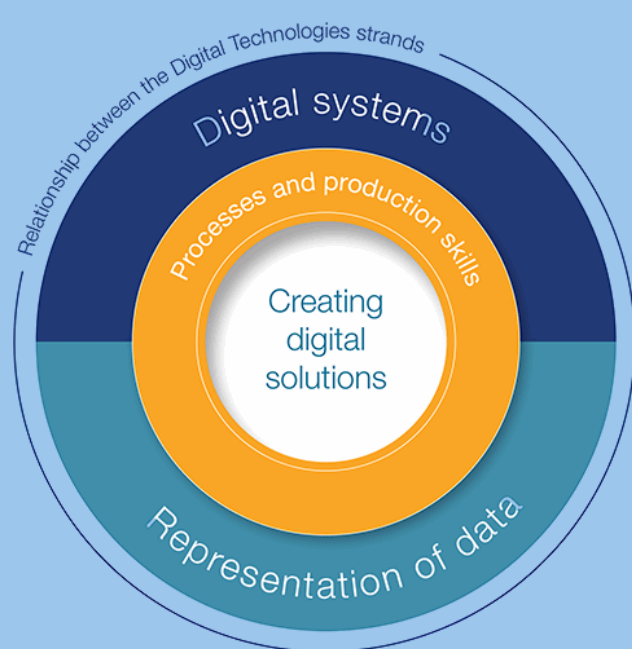 Relationship between the Digital Technologies strands
Digital systems
Processes and production skills
Creating
digital
solutions
Representation of data